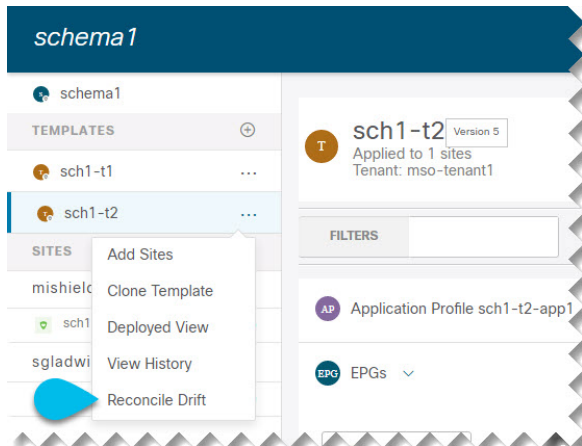 schema1
schema1
TEMPLATES
sch1-t1
...
sch1-t2
...
SITES
mishield
sch1
sgladwi
Add Sites
Clone Template
Deployed View
View History
Reconcile Drift
T
sch1-t2
Version 5
Applied to 1 sites
Tenant: mso-tenant1
FILTERS
AP
Application Profile sch1-t2-app1
EPG
EPGs